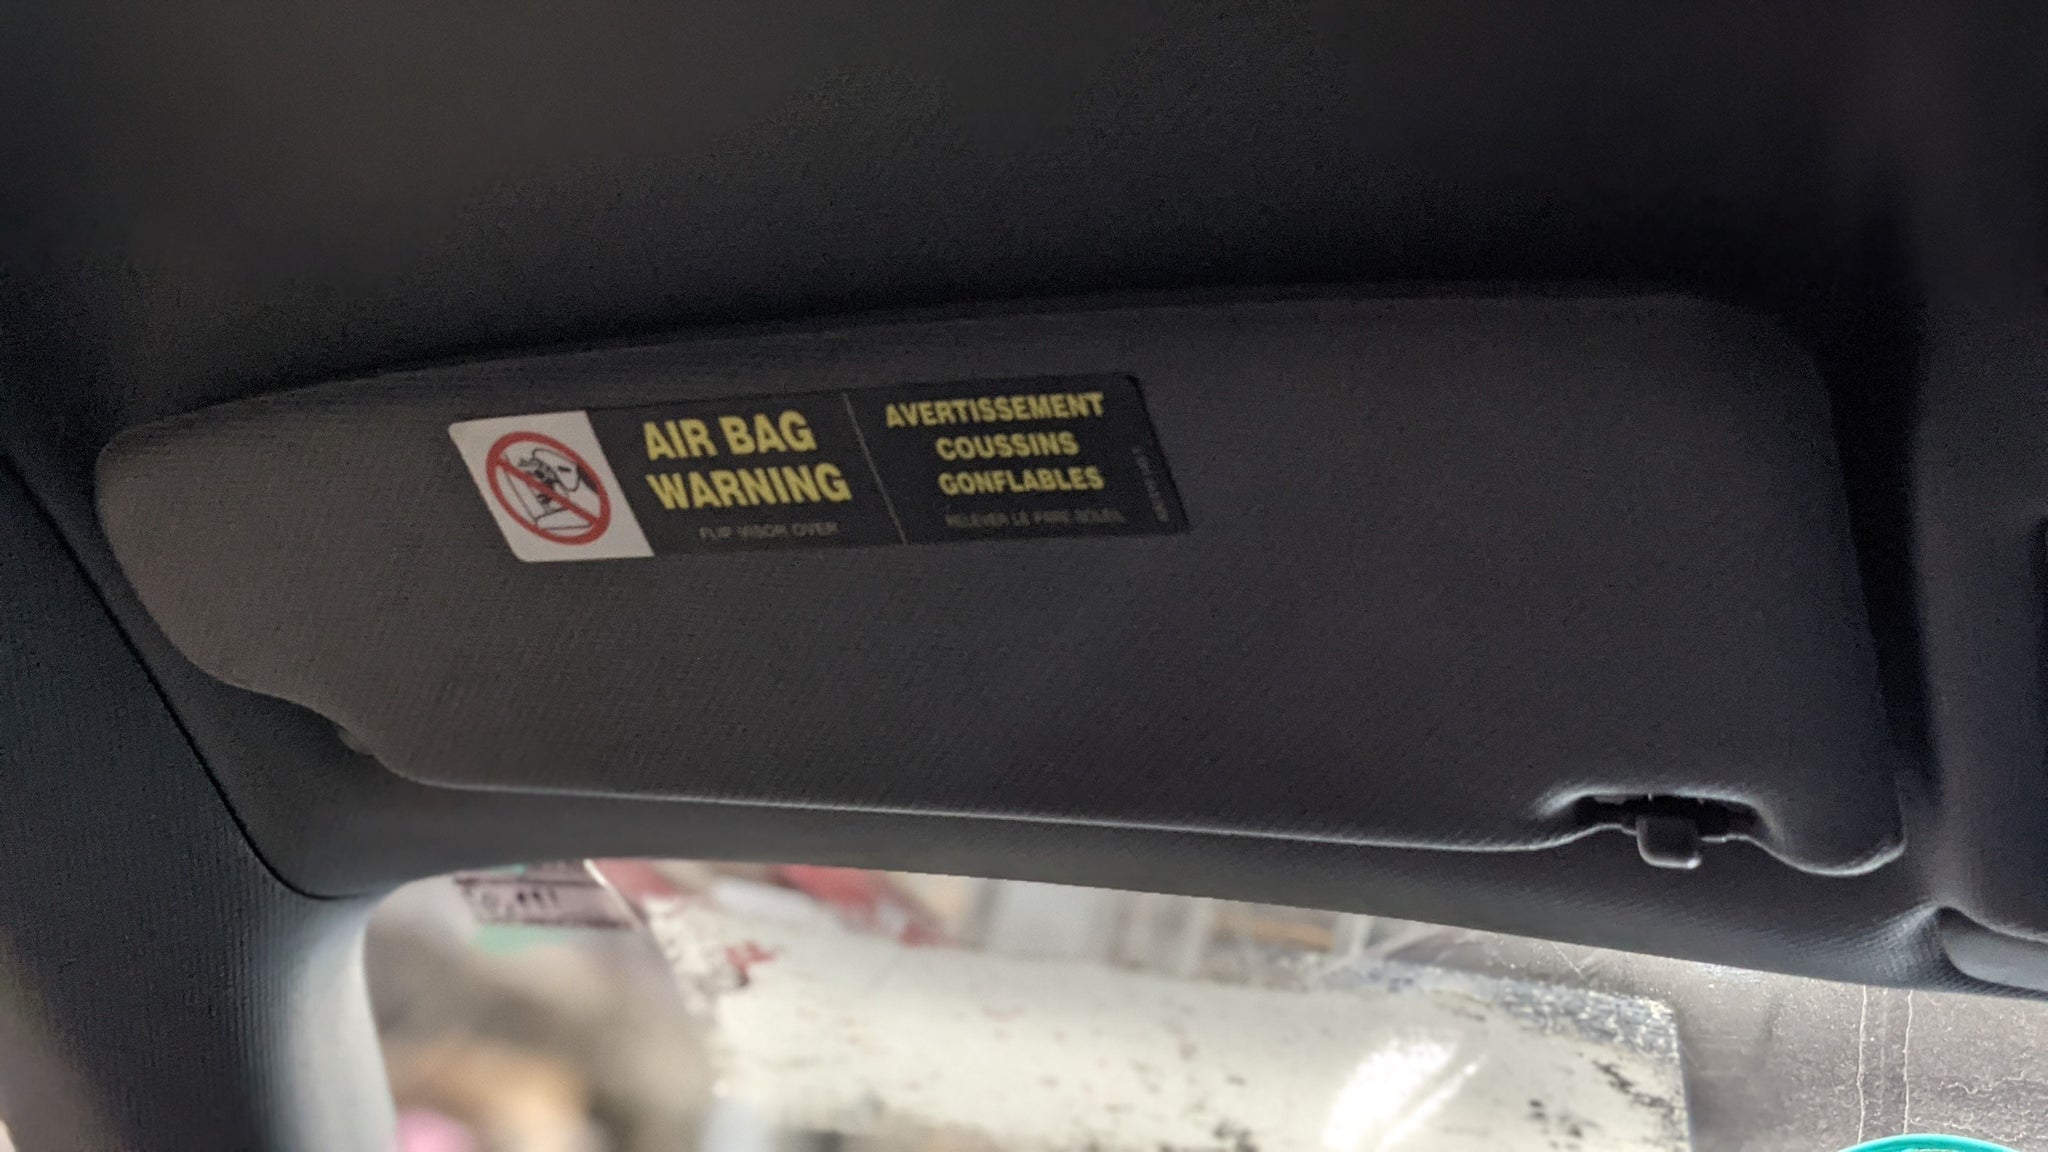 AIR BAG
WARNING
FLIP VISOR OVER
AVERTISSEMENT
COUSSINS
GONFLABLES
RELEVER LE PARE-SOLEIL